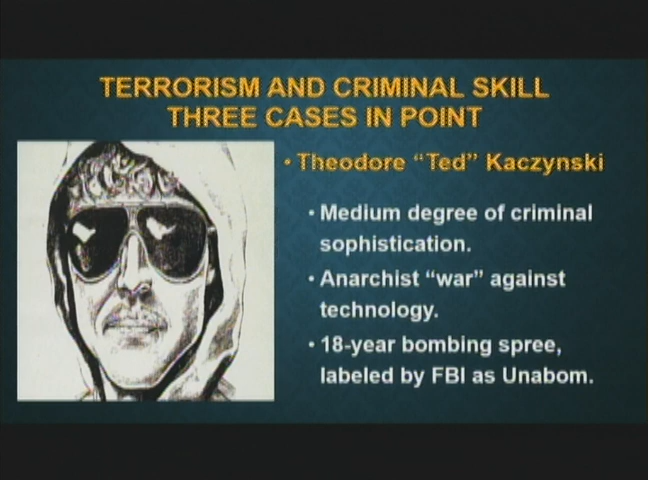 TERRORISM AND CRIMINAL SKILL
THREE CASES IN POINT
• Theodore “Ted” Kaczynski
• Medium degree of criminal
sophistication.
• Anarchist “war” against
technology.
• 18-year bombing spree,
labeled by FBI as Unabom.